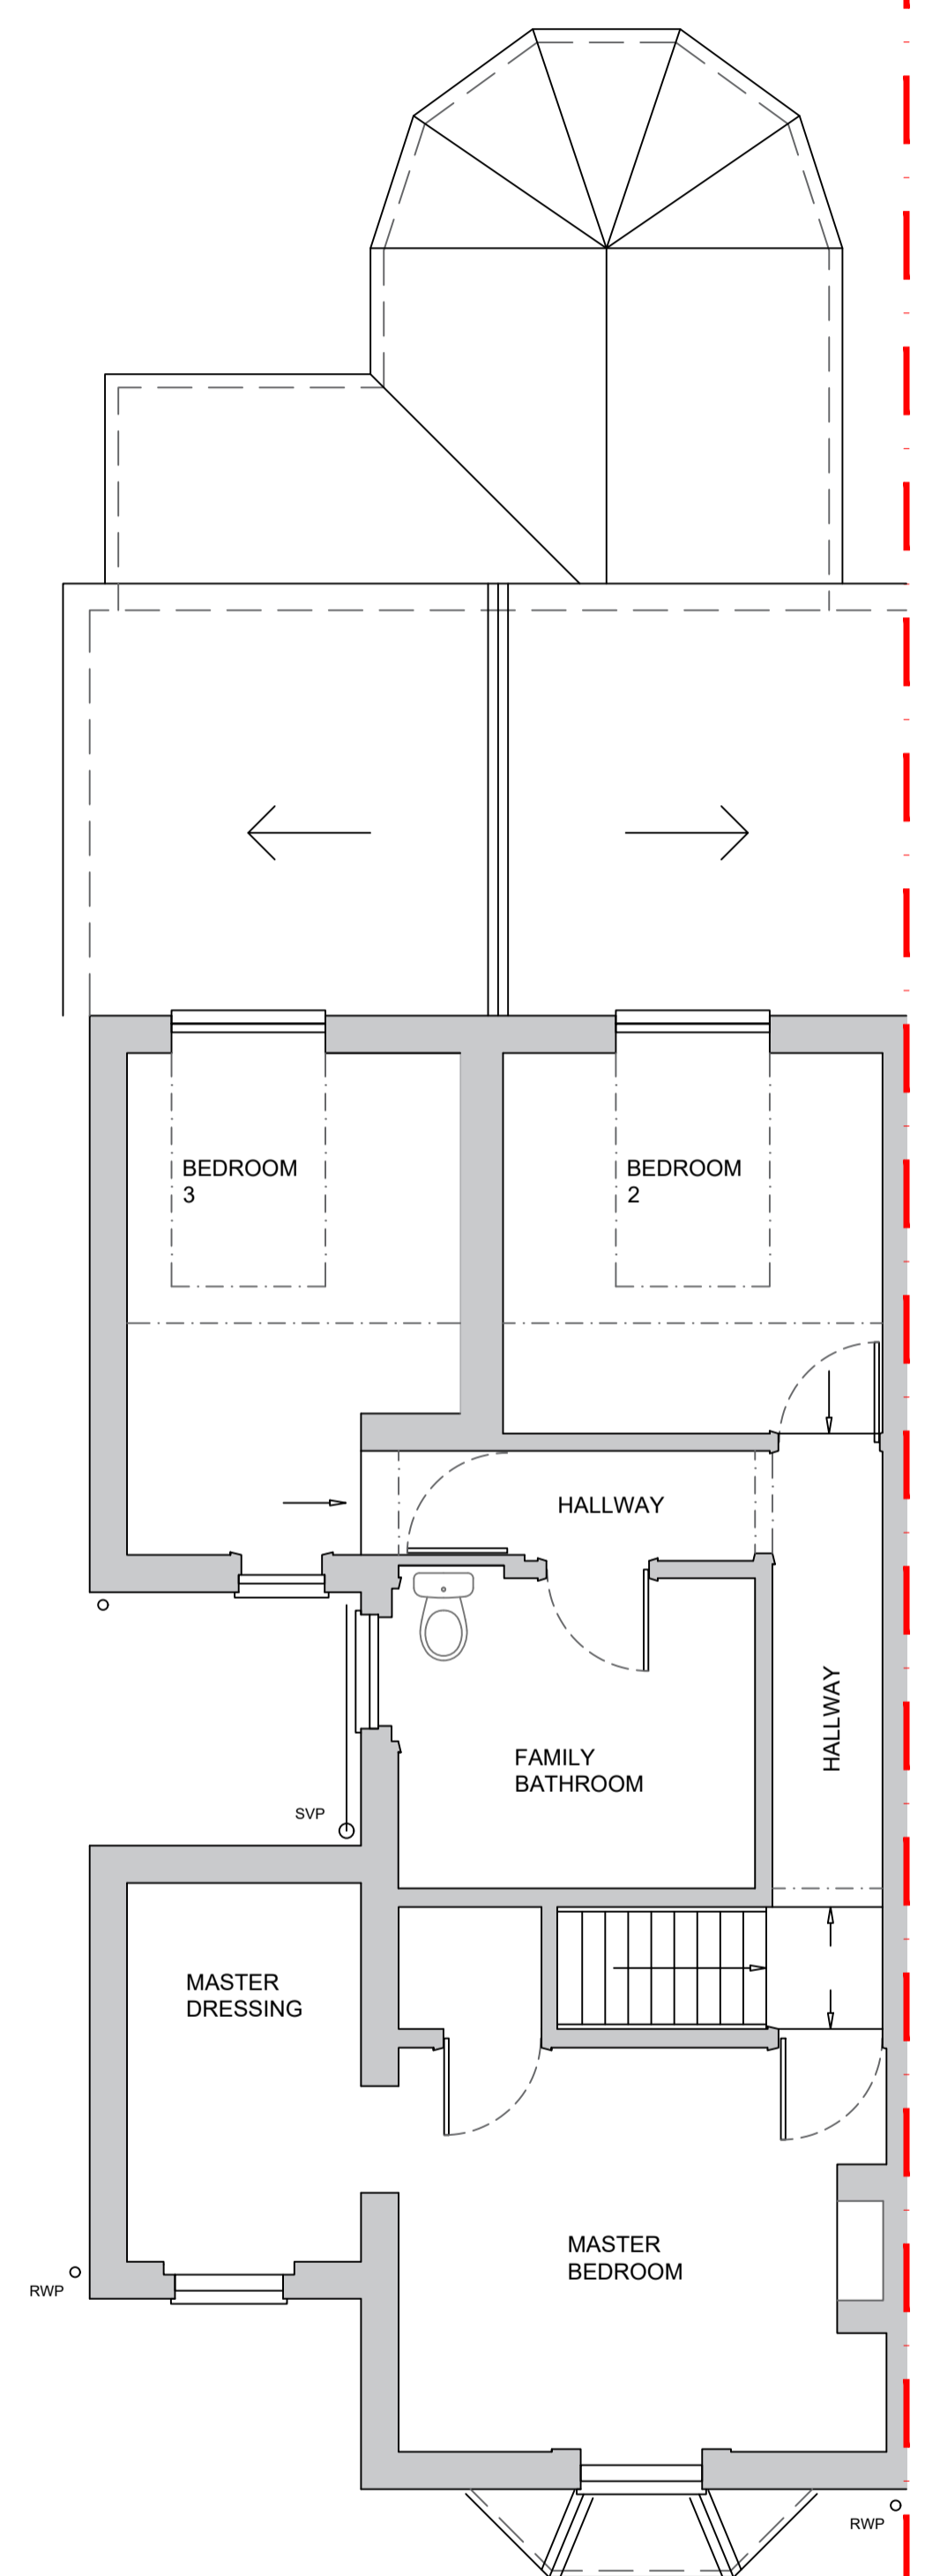 BEDROOM
3
BEDROOM
2
HALLWAY
HALLWAY
FAMILY
BATHROOM
SVP
MASTER
DRESSING
MASTER
BEDROOM
RWP
RWP